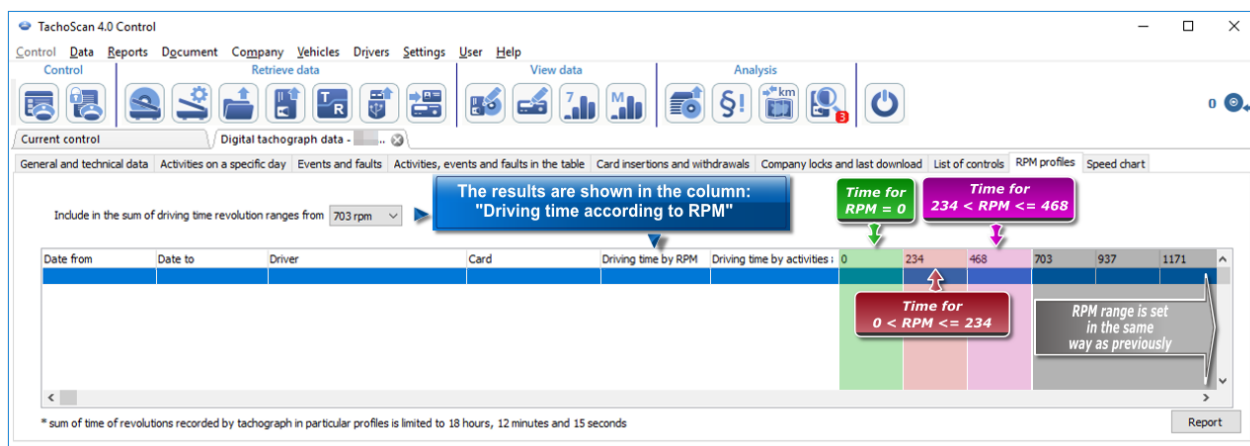 TachoScan 4.0 Control
Control Data Reports Document Company Vehicles Drivers Settings User Help
Control Retrieve data View data Analysis
T R 7 M §! km 3 0
Current control Digital tachograph data - ..
General and technical data Activities on a specific day Events and faults Activities, events and faults in the table Card insertions and withdrawals Company locks and last download List of controls RPM profiles Speed chart
The results are shown in the column:
"Driving time according to RPM"
Time for
RPM = 0
Time for
234 < RPM <= 468
Include in the sum of driving time revolution ranges from 703 rpm
Date from Date to Driver Card Driving time by RPM Driving time by activities 0 234 468 703 937 1171
Time for
0 < RPM <= 234
RPM range is set
in the same
way as previously
* sum of time of revolutions recorded by tachograph in particular profiles is limited to 18 hours, 12 minutes and 15 seconds
Report